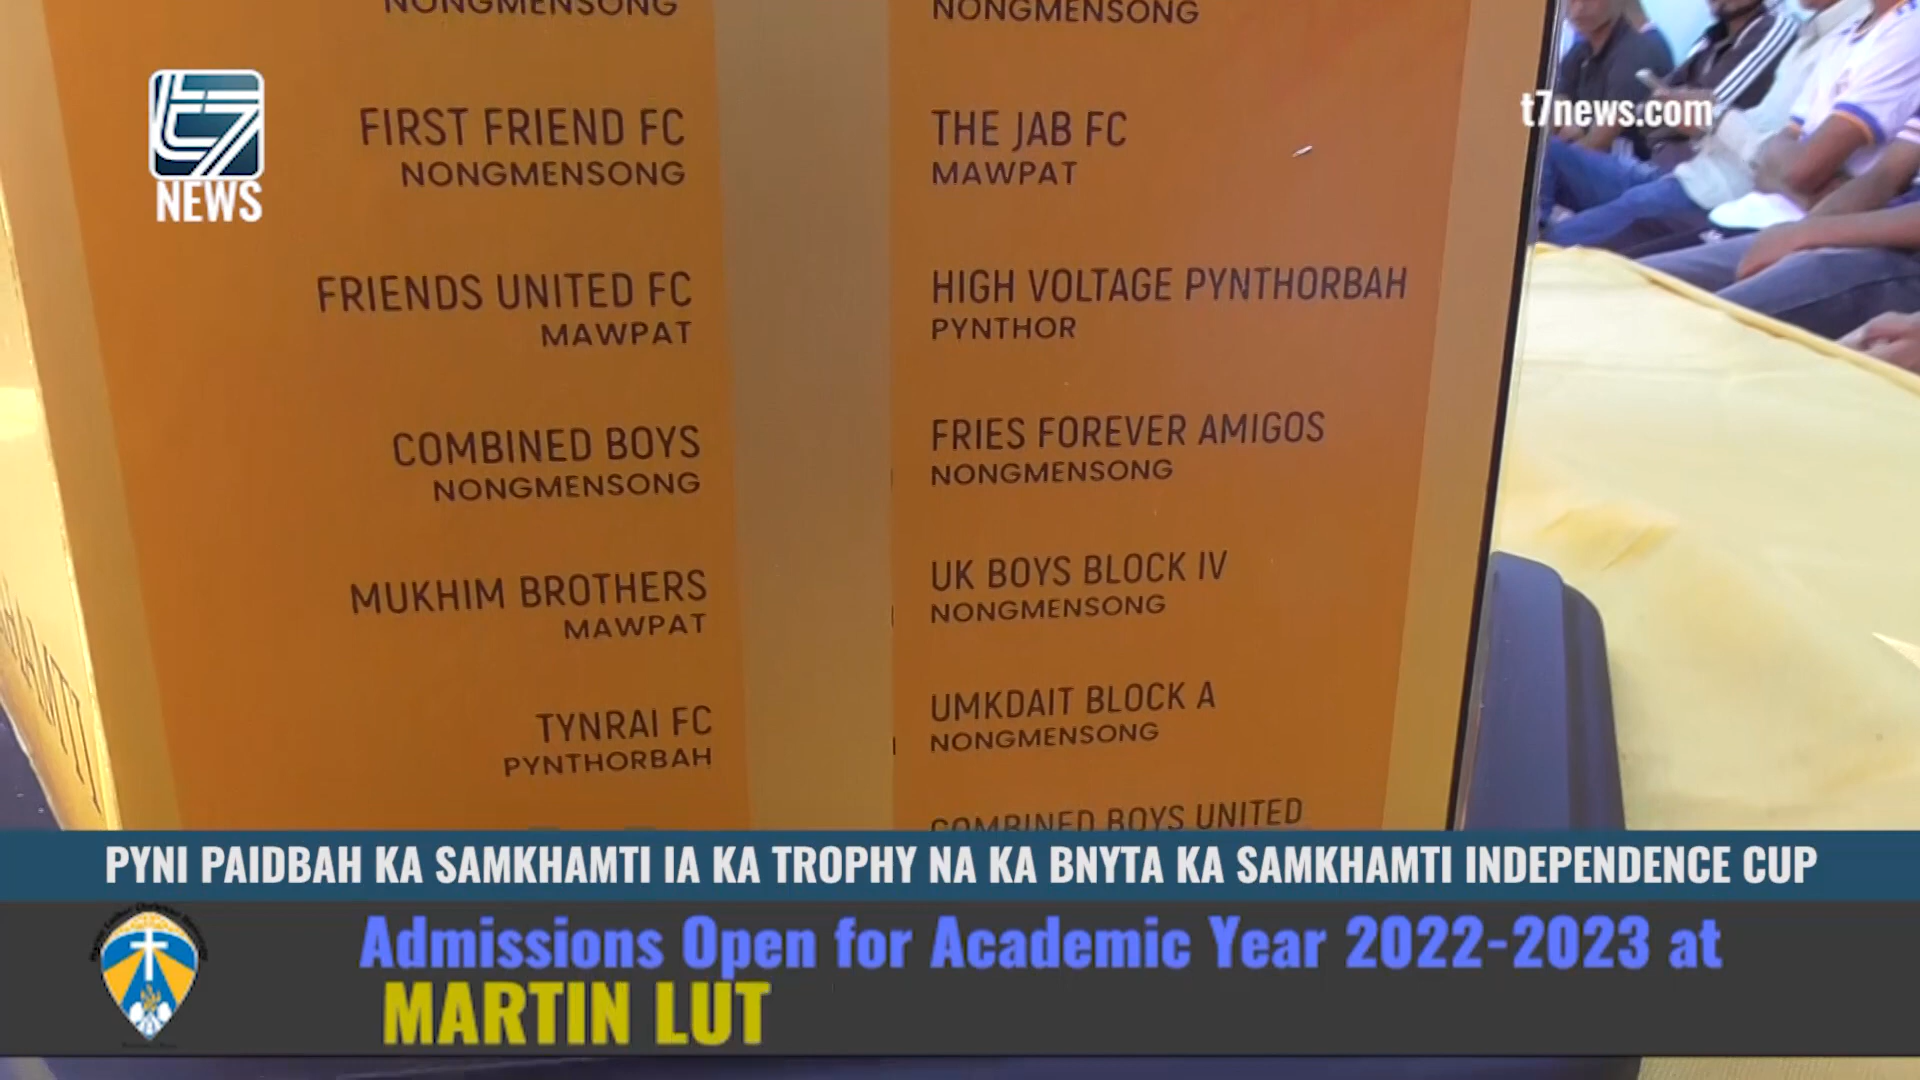 NONGMENSONG
NONGMENSONG
t7
NEWS
t7news.com
FIRST FRIEND FC
NONGMENSONG
THE JAB FC
MAWPAT
FRIENDS UNITED FC
MAWPAT
HIGH VOLTAGE PYNTHORBAH
PYNTHOR
COMBINED BOYS
NONGMENSONG
FRIES FOREVER AMIGOS
NONGMENSONG
MUKHIM BROTHERS
MAWPAT
UK BOYS BLOCK IV
NONGMENSONG
TYNRAI FC
PYNTHORBAH
UMKDAIT BLOCK A
NONGMENSONG
COMBINED BOYS UNITED
PYNI PAIDBAH KA SAMKHAMTI IA KA TROPHY NA KA BNYTA KA SAMKHAMTI INDEPENDENCE CUP
Admissions Open for Academic Year 2022-2023 at
MARTIN LUT